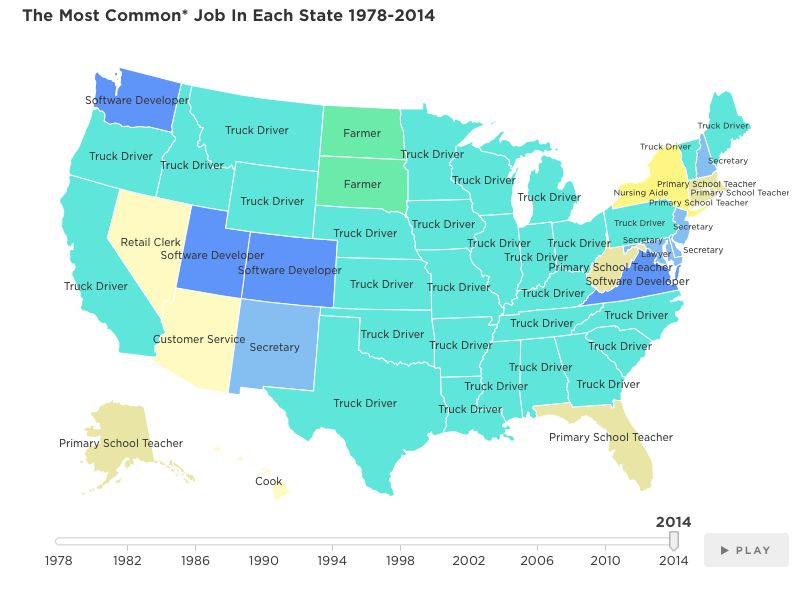 The Most Common* Job In Each State 1978-2014
Software Developer
Truck Driver
Farmer
Truck Driver
Truck Driver
Truck Driver
Truck Driver
Truck Driver
Secretary
Truck Driver
Truck Driver
Farmer
Primary School Teacher
Nursing Aide
Primary School Teacher
Truck Driver
Truck Driver
Primary School Teacher
Truck Driver
Truck Driver
Truck Driver
Secretary
Retail Clerk
Truck Driver
Truck Driver
Truck Driver
Secretary
Software Developer
Truck Driver
Secretary
Lawyer
Software Developer
Primary School Teacher
Truck Driver
Truck Driver
Truck Driver
Software Developer
Truck Driver
Truck Driver
Truck Driver
Truck Driver
Customer Service
Secretary
Truck Driver
Truck Driver
Truck Driver
Truck Driver
Truck Driver
Truck Driver
Truck Driver
Truck Driver
Primary School Teacher
Primary School Teacher
Cook
2014
1978 1982 1986 1990 1994 1998 2002 2006 2010 2014
PLAY